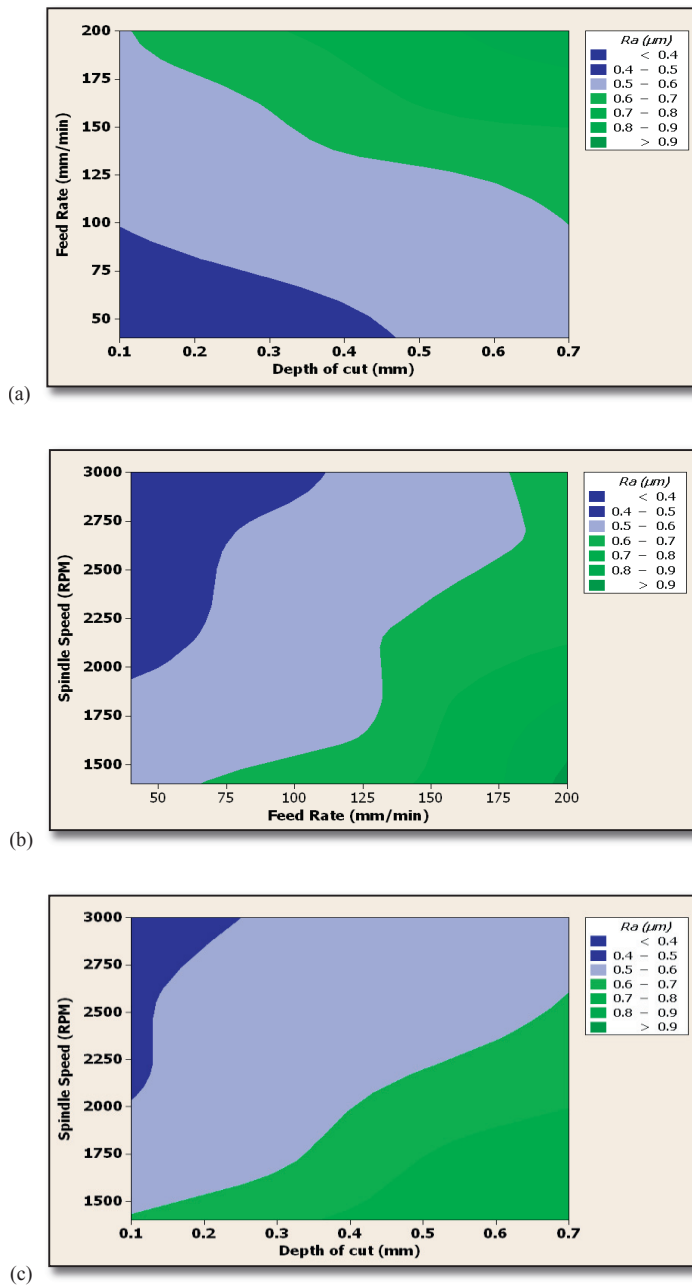 200
175
150
125
100
75
50
Feed Rate (mm/min)
0.1 0.2 0.3 0.4 0.5 0.6 0.7
Depth of cut (mm)
Ra (μm)
< 0.4
0.4 – 0.5
0.5 – 0.6
0.6 – 0.7
0.7 – 0.8
0.8 – 0.9
> 0.9
(a)
3000
2750
2500
2250
2000
1750
1500
Spindle Speed (RPM)
50 75 100 125 150 175 200
Feed Rate (mm/min)
Ra (μm)
< 0.4
0.4 – 0.5
0.5 – 0.6
0.6 – 0.7
0.7 – 0.8
0.8 – 0.9
> 0.9
(b)
3000
2750
2500
2250
2000
1750
1500
Spindle Speed (RPM)
0.1 0.2 0.3 0.4 0.5 0.6 0.7
Depth of cut (mm)
Ra (μm)
< 0.4
0.4 – 0.5
0.5 – 0.6
0.6 – 0.7
0.7 – 0.8
0.8 – 0.9
> 0.9
(c)